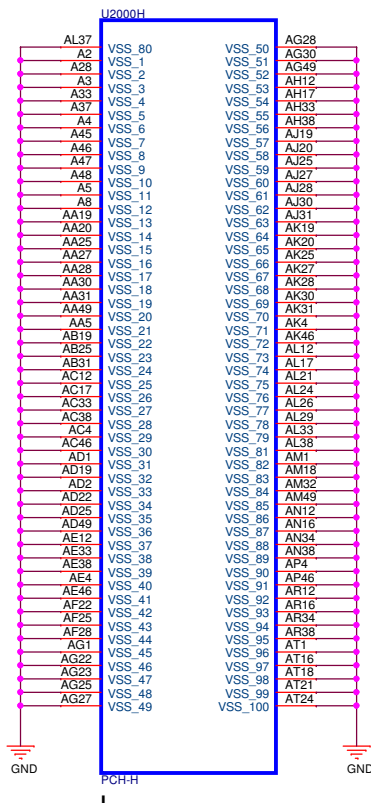 U2000H
AL37 VSS_80 VSS_50 AG28
A2 VSS_1 VSS_51 AG30
A28 VSS_2 VSS_52 AG49
A3 VSS_3 VSS_53 AH12
A33 VSS_4 VSS_54 AH17
A37 VSS_5 VSS_55 AH33
A4 VSS_6 VSS_56 AH38
A45 VSS_7 VSS_57 AJ19
A46 VSS_8 VSS_58 AJ20
A47 VSS_9 VSS_59 AJ25
A48 VSS_10 VSS_60 AJ27
A5 VSS_11 VSS_61 AJ28
A8 VSS_12 VSS_62 AJ30
AA19 VSS_13 VSS_63 AJ31
AA20 VSS_14 VSS_64 AK19
AA25 VSS_15 VSS_65 AK20
AA27 VSS_16 VSS_66 AK25
AA28 VSS_17 VSS_67 AK27
AA30 VSS_18 VSS_68 AK28
AA31 VSS_19 VSS_69 AK30
AA49 VSS_20 VSS_70 AK31
AA5 VSS_21 VSS_71 AK4
AB19 VSS_22 VSS_72 AK46
AB25 VSS_23 VSS_73 AL12
AB31 VSS_24 VSS_74 AL17
AC12 VSS_25 VSS_75 AL21
AC17 VSS_26 VSS_76 AL24
AC33 VSS_27 VSS_77 AL26
AC38 VSS_28 VSS_78 AL29
AC4 VSS_29 VSS_79 AL33
AC46 VSS_30 VSS_81 AL38
AD1 VSS_31 VSS_82 AM1
AD19 VSS_32 VSS_83 AM18
AD2 VSS_33 VSS_84 AM32
AD22 VSS_34 VSS_85 AM49
AD25 VSS_35 VSS_86 AN12
AD49 VSS_36 VSS_87 AN16
AE12 VSS_37 VSS_88 AN34
AE33 VSS_38 VSS_89 AN38
AE38 VSS_39 VSS_90 AP4
AE4 VSS_40 VSS_91 AP46
AE46 VSS_41 VSS_92 AR12
AF22 VSS_42 VSS_93 AR16
AF25 VSS_43 VSS_94 AR34
AF28 VSS_44 VSS_95 AR38
AG1 VSS_45 VSS_96 AT1
AG22 VSS_46 VSS_97 AT16
AG23 VSS_47 VSS_98 AT18
AG25 VSS_48 VSS_99 AT21
AG27 VSS_49 VSS_100 AT24
GND GND
PCH-H